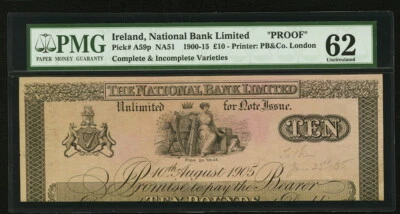 PMG
PAPER MONEY GUARANTY
Ireland, National Bank Limited "PROOF"
Pick# A59p NA51 1900-15 £10 - Printer: PB&Co. London
Complete & Incomplete Varieties
62
Uncirculated
THE NATIONAL BANK LIMITED
Unlimited for Note Issue.
TEN
10th August 1905
Promise to pay the Bearer
TEN POUNDS